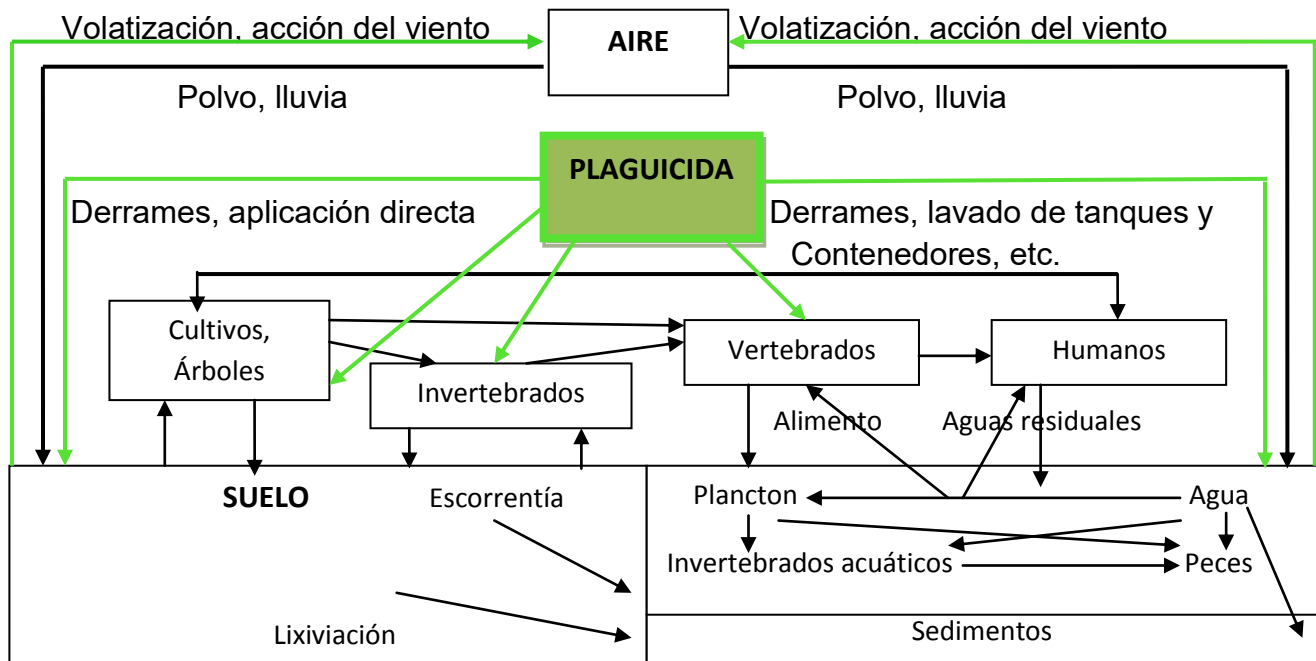 Volatización, acción del viento
AIRE
Volatización, acción del viento
Polvo, lluvia
Polvo, lluvia
PLAGUICIDA
Derrames, aplicación directa
Derrames, lavado de tanques y
Contenedores, etc.
Cultivos,
Árboles
Invertebrados
Vertebrados
Humanos
Alimento
Aguas residuales
SUELO
Escorrentía
Plancton
Agua
Invertebrados acuáticos
Peces
Lixiviación
Sedimentos